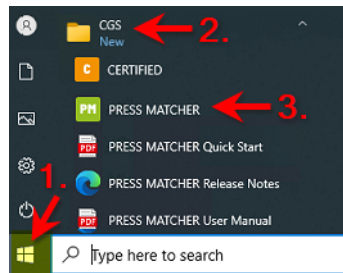 CGS
2.
New
C CERTIFIED
PM PRESS MATCHER
3.
PDF PRESS MATCHER Quick Start
1.
PRESS MATCHER Release Notes
PDF PRESS MATCHER User Manual
Type here to search